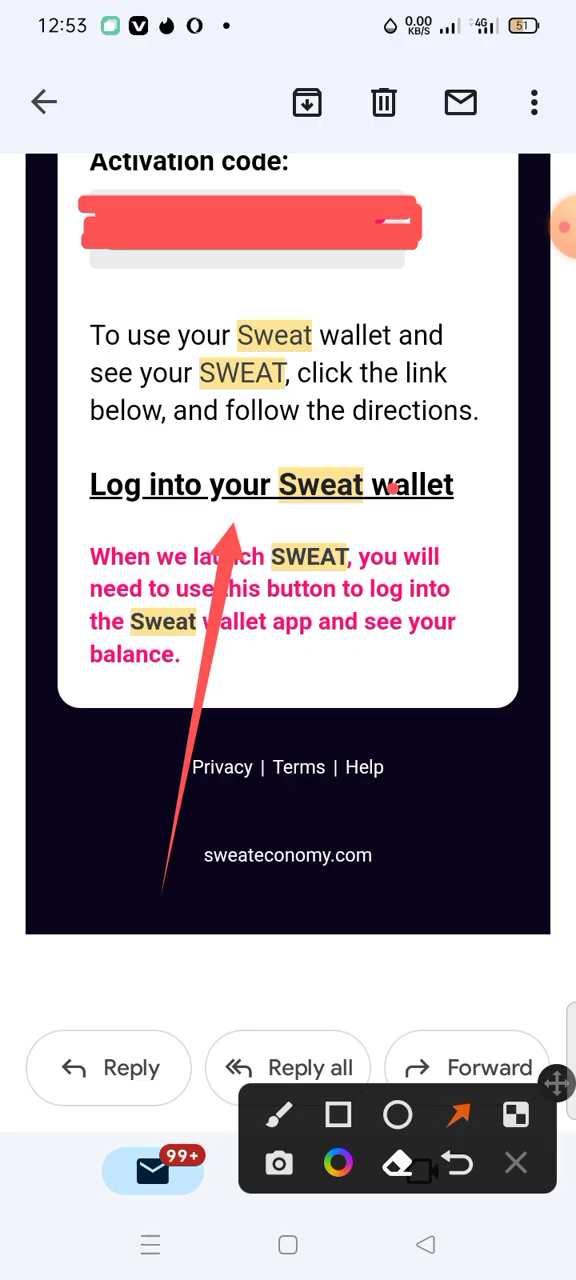 12:53
0.00
KB/S
4G
51
Activation code:
To use your Sweat wallet and
see your SWEAT, click the link
below, and follow the directions.
Log into your Sweat wallet
When we launch SWEAT, you will
need to use this button to log into
the Sweat wallet app and see your
balance.
Privacy | Terms | Help
sweateconomy.com
Reply
Reply all
Forward
99+